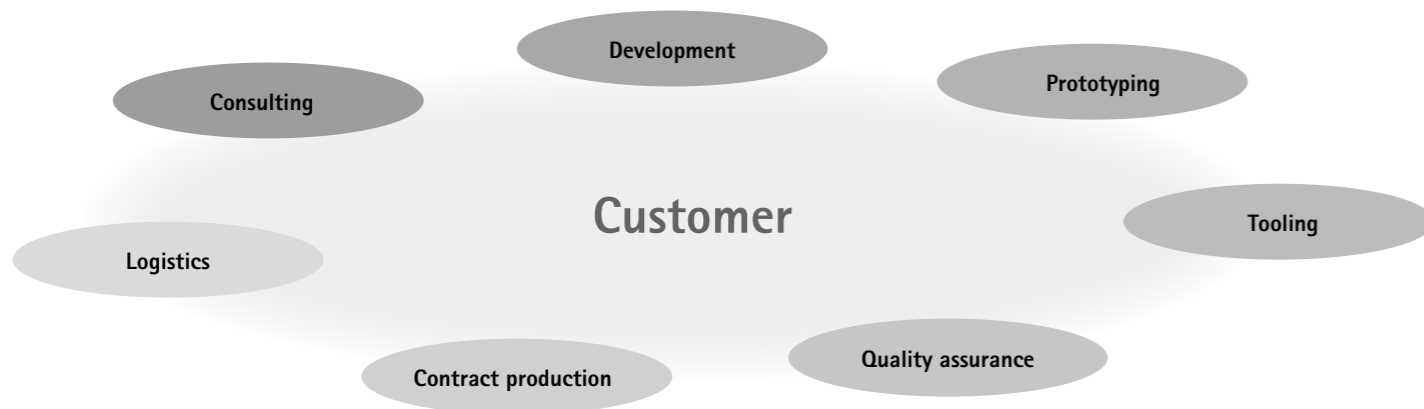 Development
Prototyping
Consulting
Customer
Tooling
Logistics
Quality assurance
Contract production